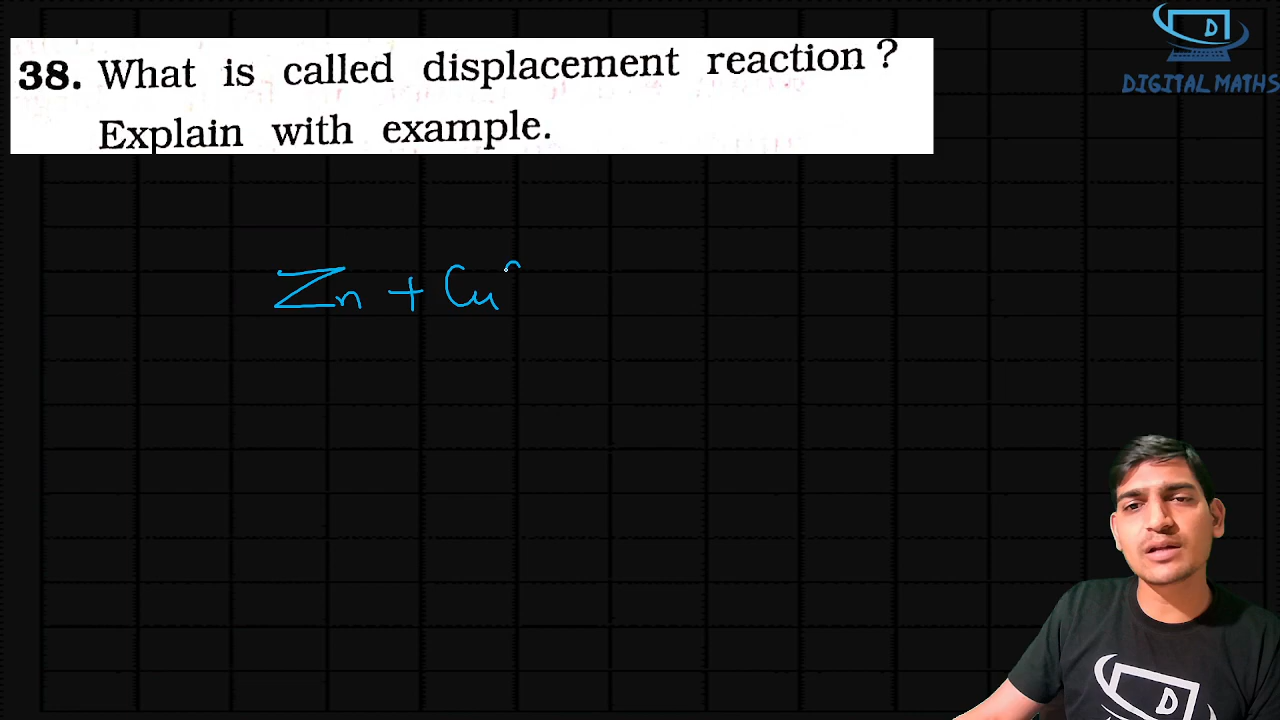 D
DIGITAL MATHS
38. What is called displacement reaction ?
Explain with example.
Zn + Cu
D